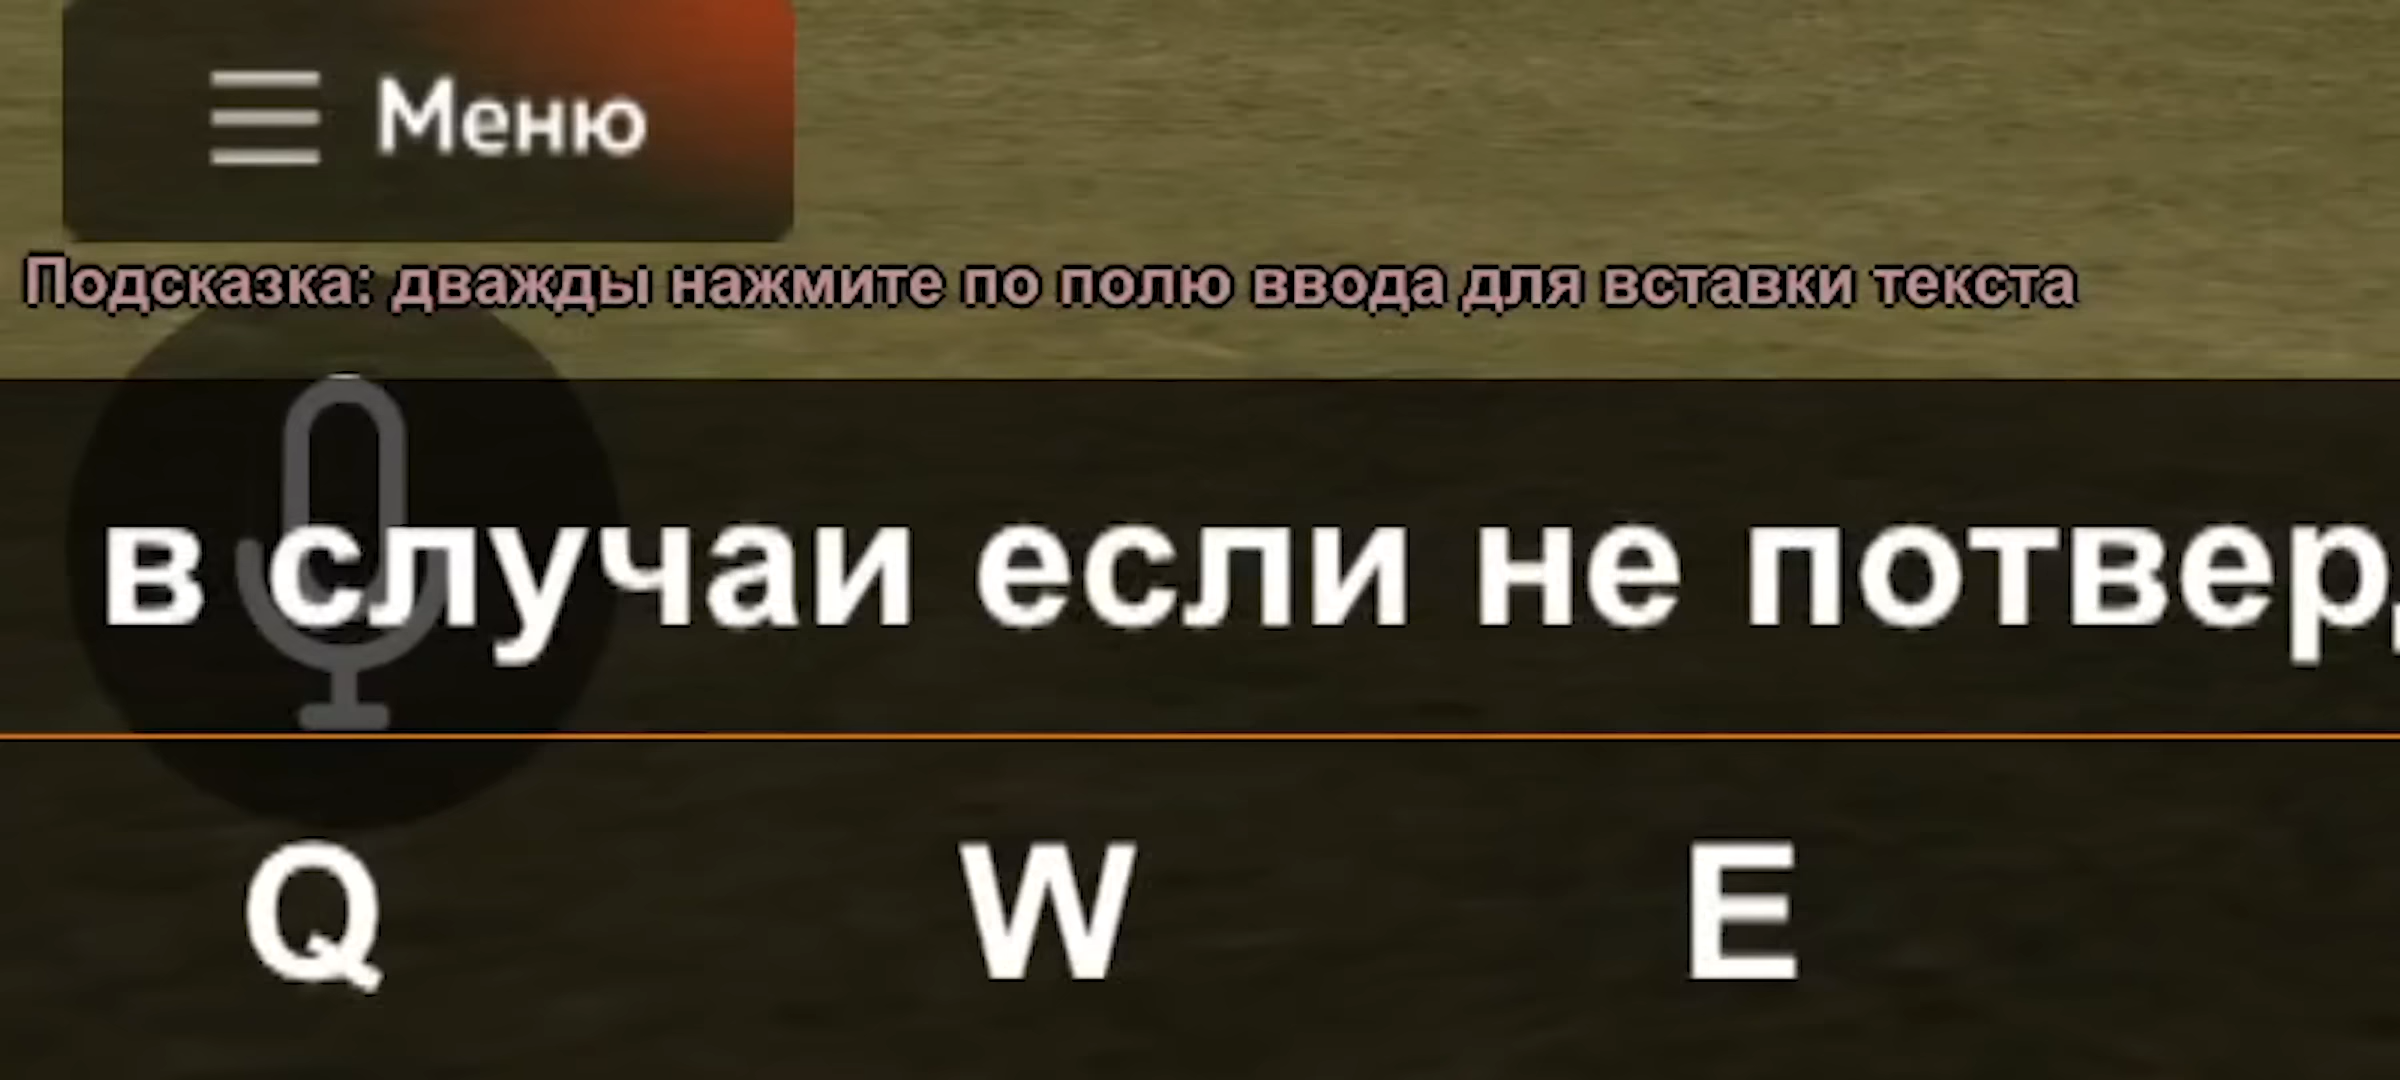 Меню
Подсказка: дважды нажмите по полю ввода для вставки текста
в случаи если не потвер
Q W E